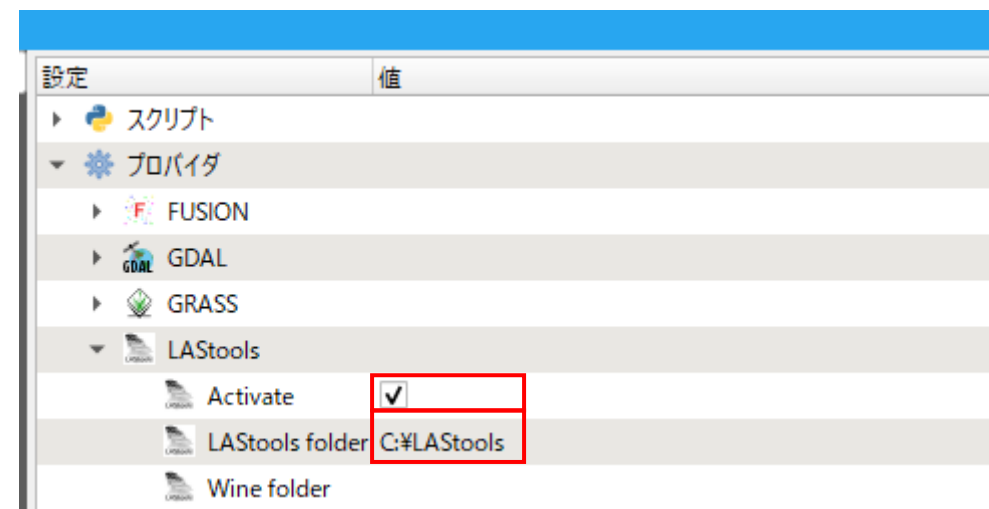 設定 値
スクリプト
プロバイダ
F FUSION
GDAL GDAL
GRASS
LAStools
Activate
LAStools folder C:¥LAStools
Wine folder